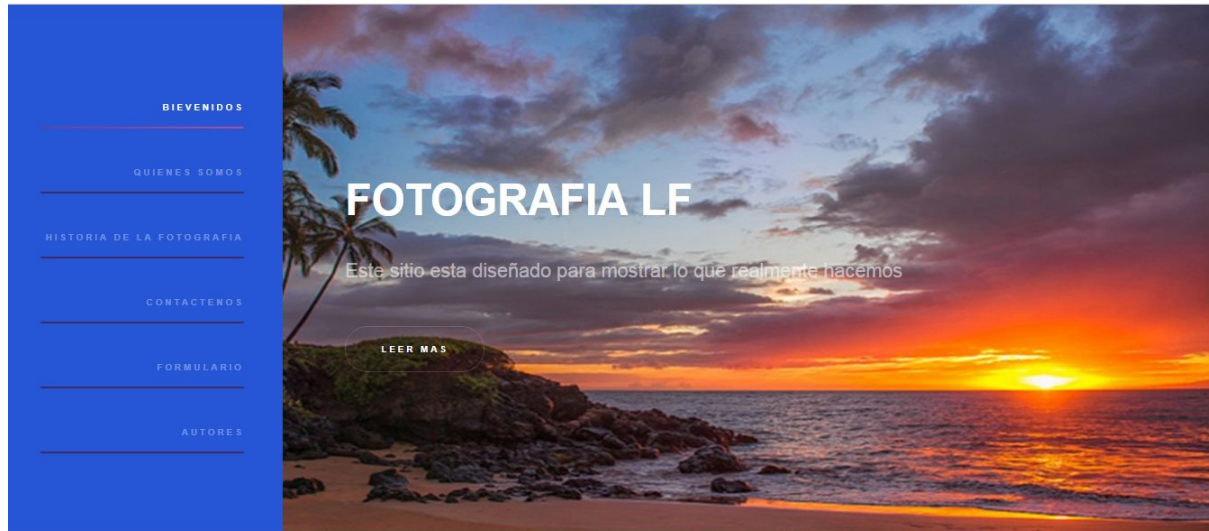 BIEVENIDOS
QUIENES SOMOS
HISTORIA DE LA FOTOGRAFIA
CONTACTENOS
FORMULARIO
AUTORES
FOTOGRAFIA LF
Este sitio esta diseñado para mostrar lo que realmente hacemos
LEER MAS